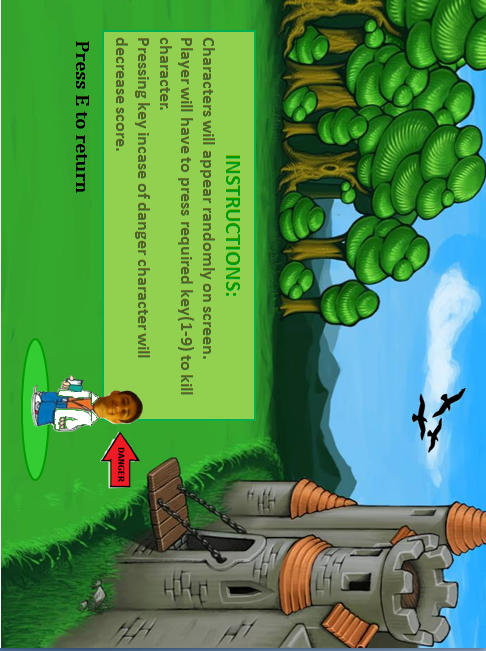 INSTRUCTIONS:
Characters will appear randomly on screen.
Player will have to press required key(1-9) to kill
character.
Pressing key incase of danger character will
decrease score.
DANGER
Press E to return